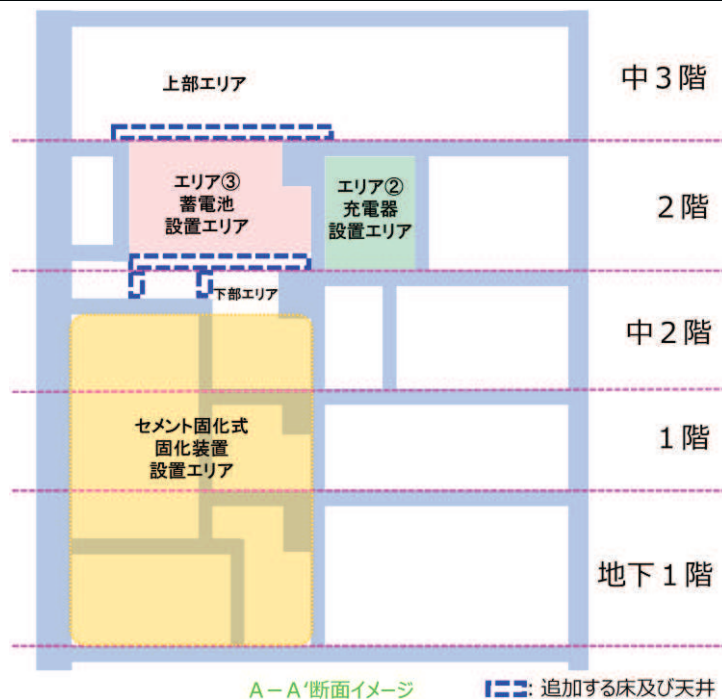 上部エリア
中3階
エリア③
蓄電池
設置エリア
エリア②
充電器
設置エリア
2階
下部エリア
中2階
セメント固化式
固化装置
設置エリア
1階
地下1階
A-A'断面イメージ
：追加する床及び天井